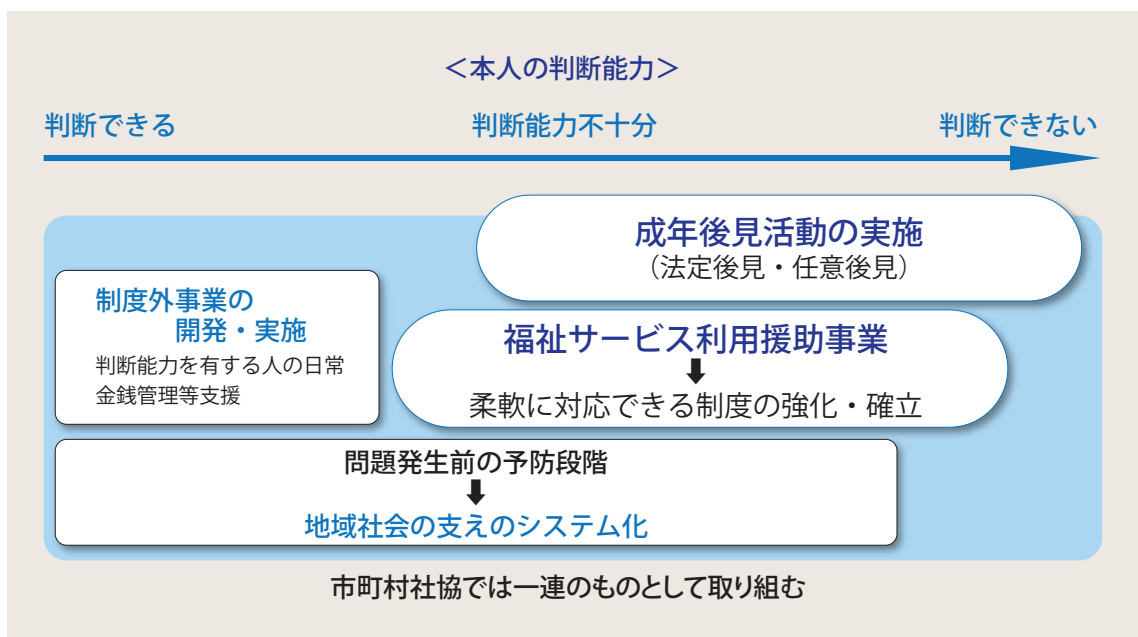 ＜本人の判断能力＞
判断できる 判断能力不十分 判断できない
成年後見活動の実施
（法定後見・任意後見）
制度外事業の
開発・実施
判断能力を有する人の日常
金銭管理等支援
福祉サービス利用援助事業
柔軟に対応できる制度の強化・確立
問題発生前の予防段階
地域社会の支えのシステム化
市町村社協では一連のものとして取り組む